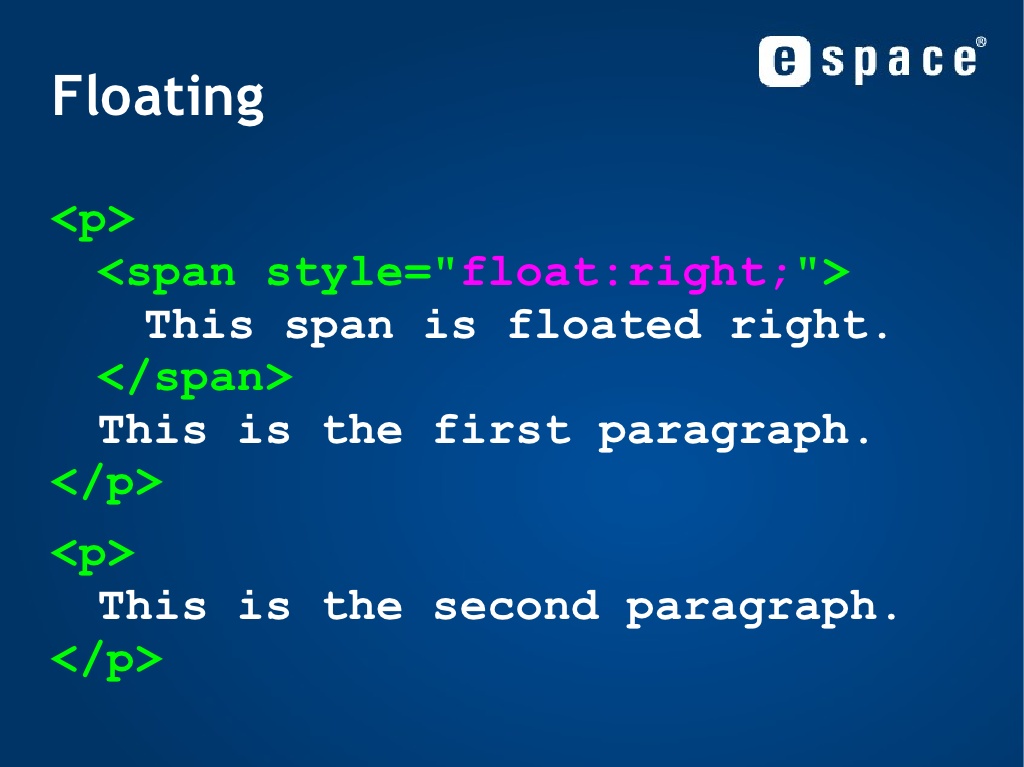 e space®
Floating
<p>
<span style="float:right;">
This span is floated right.
</span>
This is the first paragraph.
</p>
<p>
This is the second paragraph.
</p>